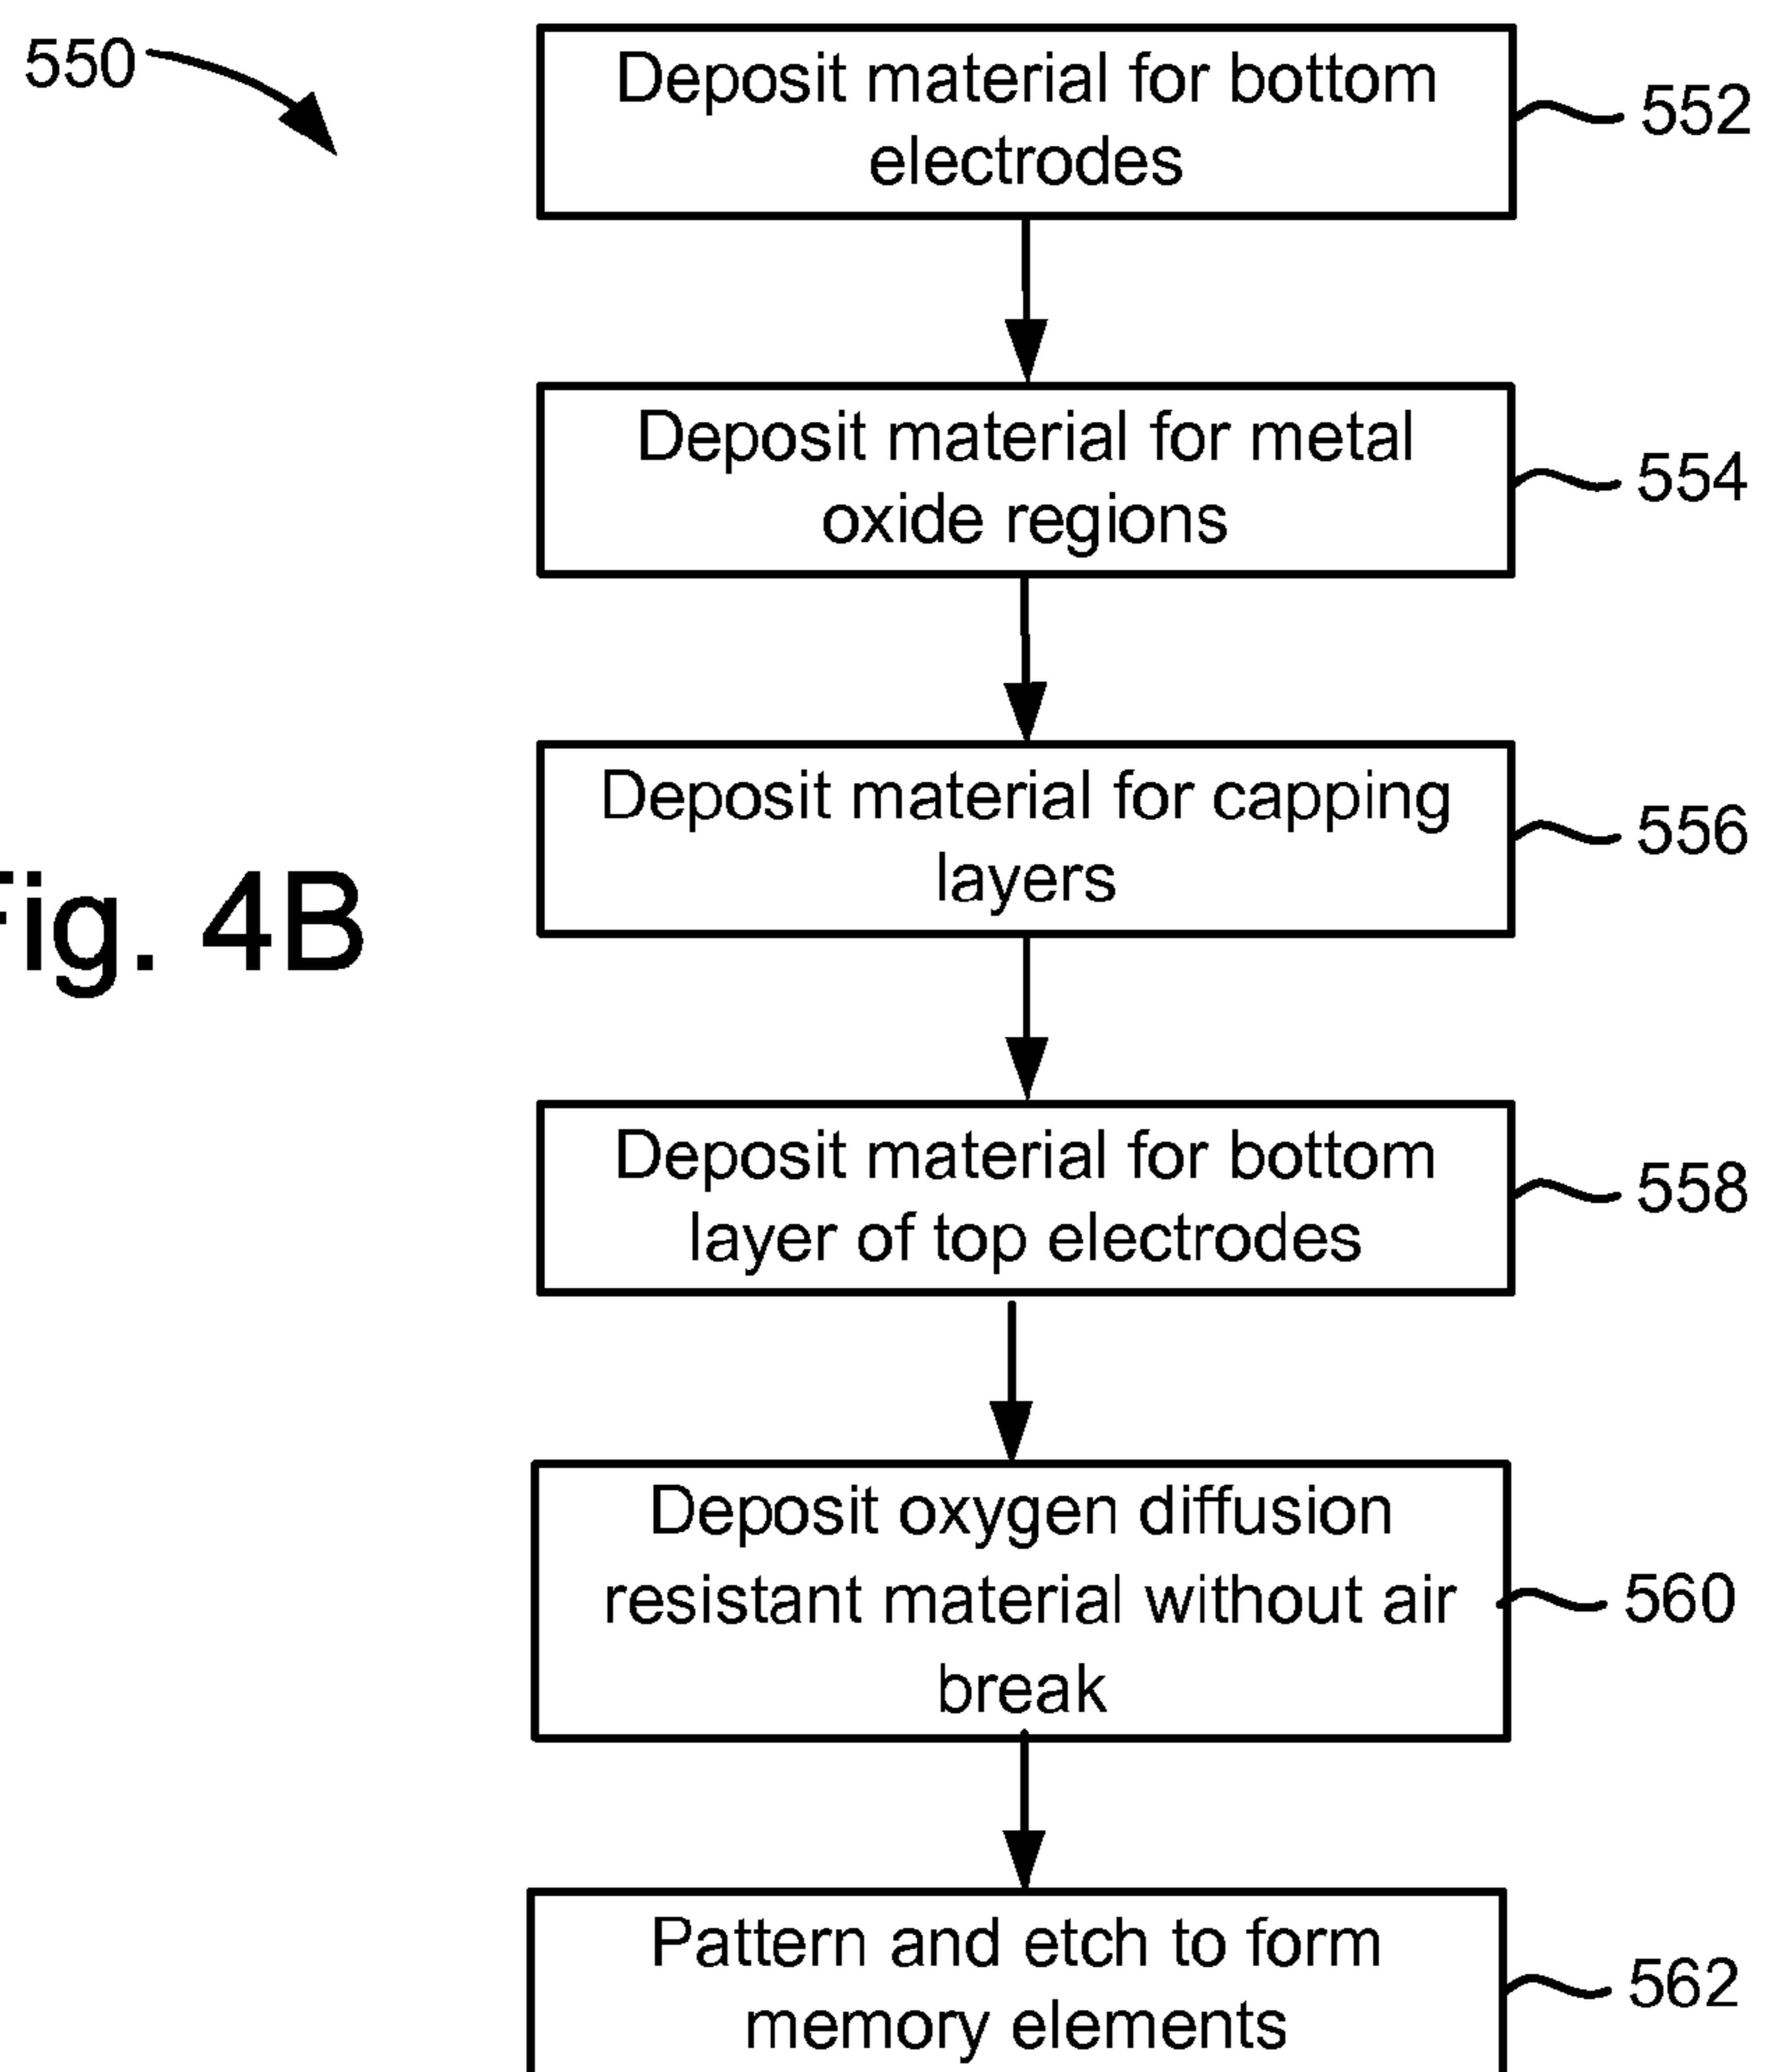 550
Deposit material for bottom
electrodes
552
Deposit material for metal
oxide regions
554
Deposit material for capping
layers
556
Fig. 4B
Deposit material for bottom
layer of top electrodes
558
Deposit oxygen diffusion
resistant material without air
break
560
Pattern and etch to form
memory elements
562